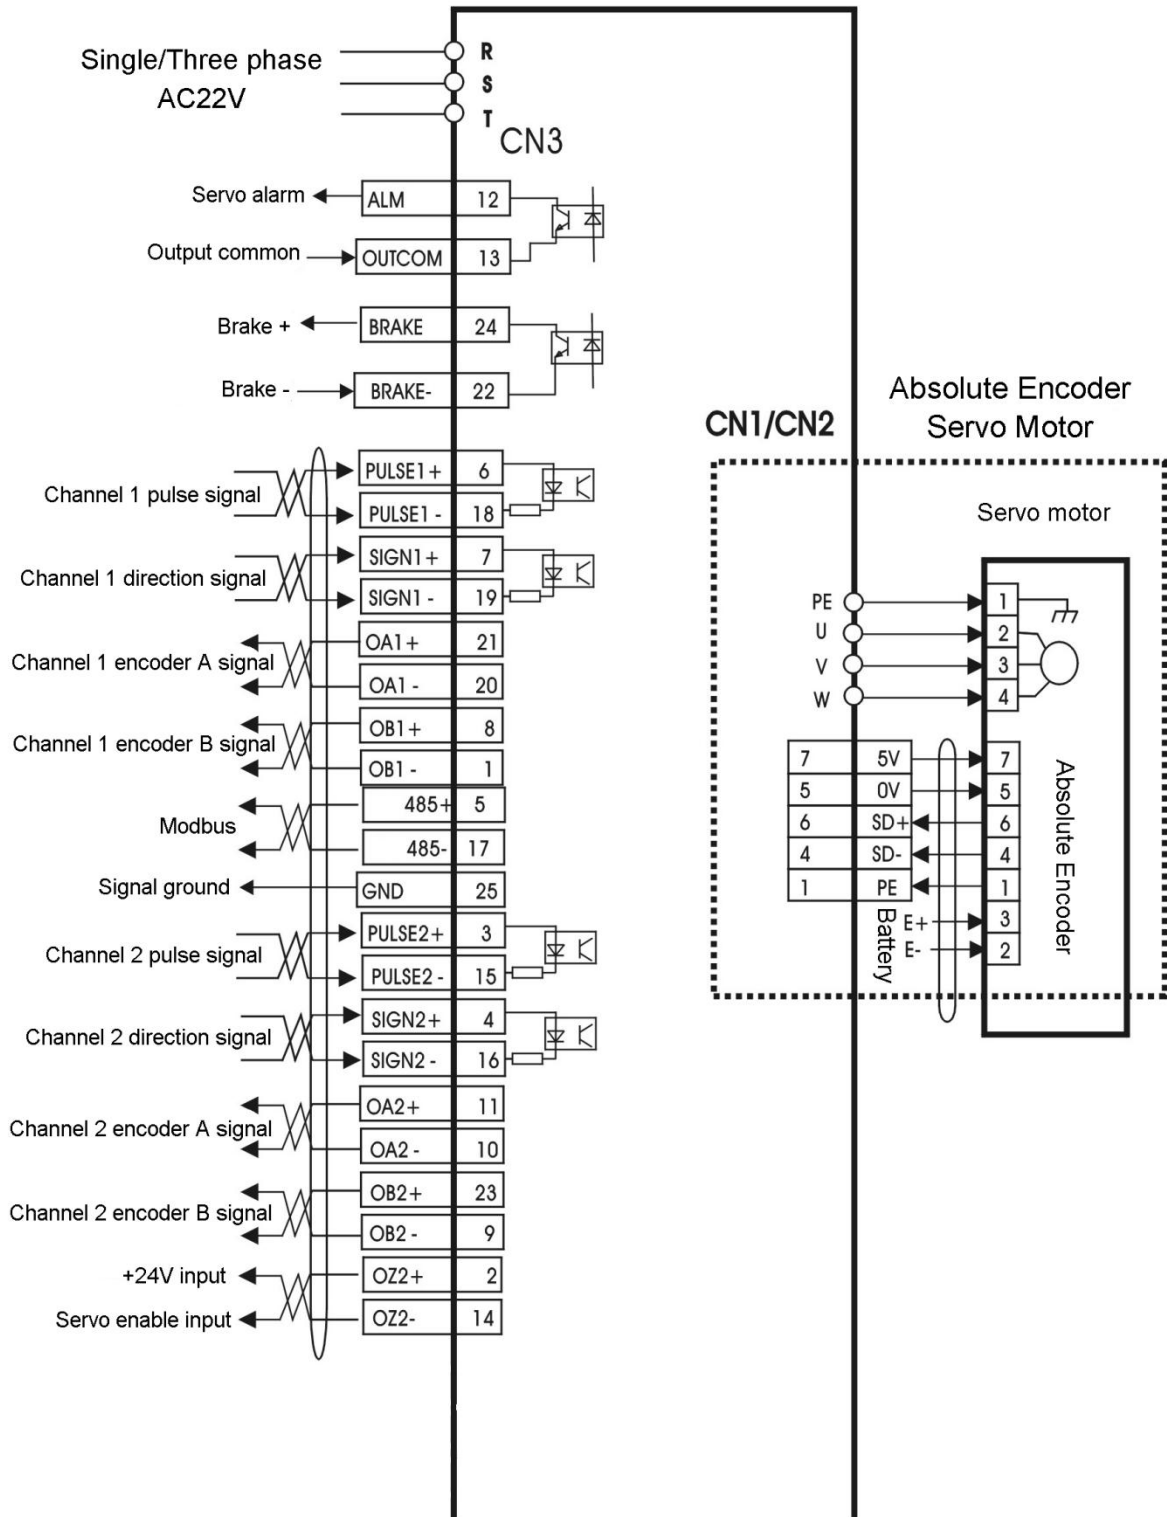 Single/Three phase
AC22V
R
S
T
CN3
Servo alarm
ALM 12
Output common
OUTCOM 13
Brake +
BRAKE 24
Brake -
BRAKE- 22
Channel 1 pulse signal
PULSE1+ 6
PULSE1 - 18
Channel 1 direction signal
SIGN1+ 7
SIGN1 - 19
Channel 1 encoder A signal
OA1+ 21
OA1 - 20
Channel 1 encoder B signal
OB1+ 8
OB1 - 1
Modbus
485+ 5
485- 17
Signal ground
GND 25
Channel 2 pulse signal
PULSE2+ 3
PULSE2 - 15
Channel 2 direction signal
SIGN2+ 4
SIGN2 - 16
Channel 2 encoder A signal
OA2+ 11
OA2 - 10
Channel 2 encoder B signal
OB2+ 23
OB2 - 9
+24V input
OZ2+ 2
Servo enable input
OZ2- 14
CN1/CN2
Absolute Encoder
Servo Motor
Servo motor
PE 1
U 2
V 3
W 4
7 5V 7
5 0V 5
6 SD+ 6
4 SD- 4
1 PE 1
Battery
E+ 3
E- 2
Absolute Encoder